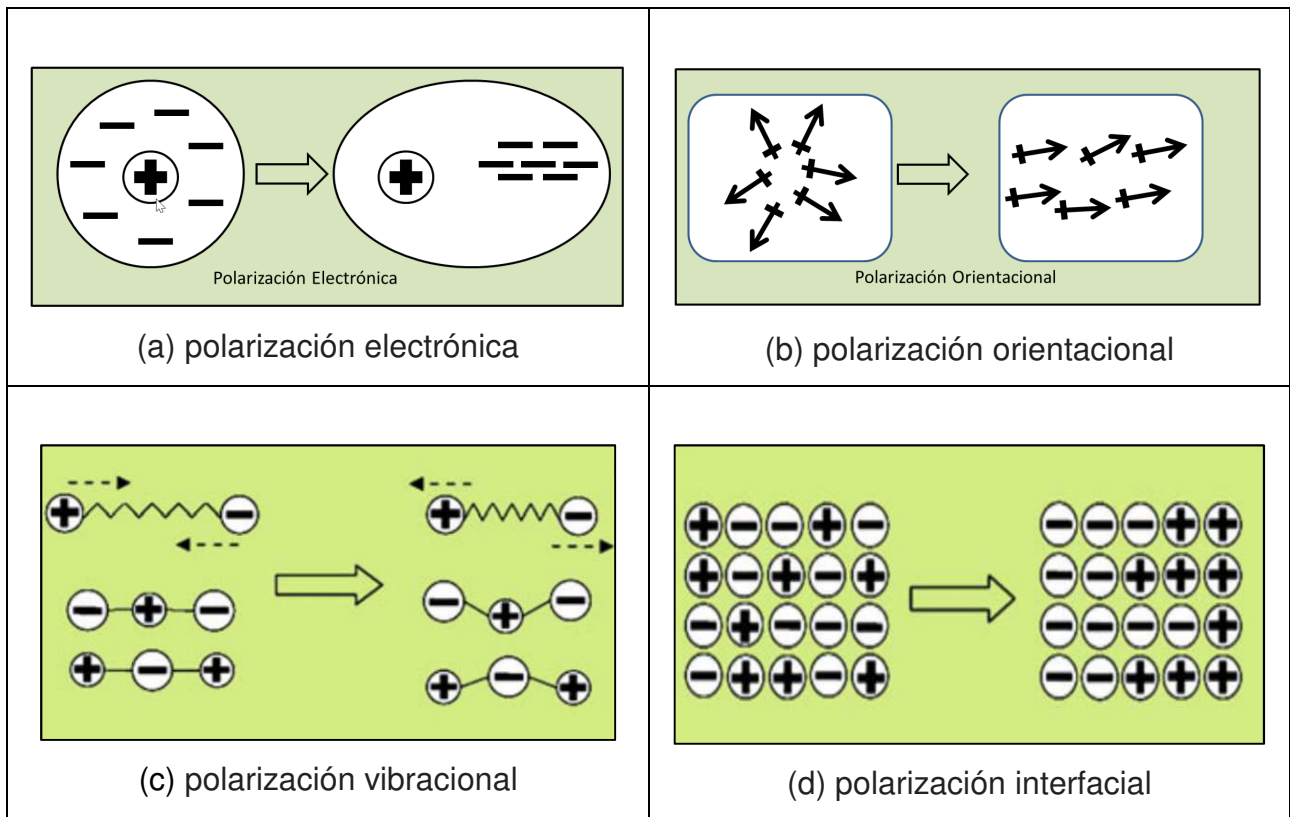 Polarización Electrónica
(a) polarización electrónica
Polarización Orientacional
(b) polarización orientacional
(c) polarización vibracional
(d) polarización interfacial